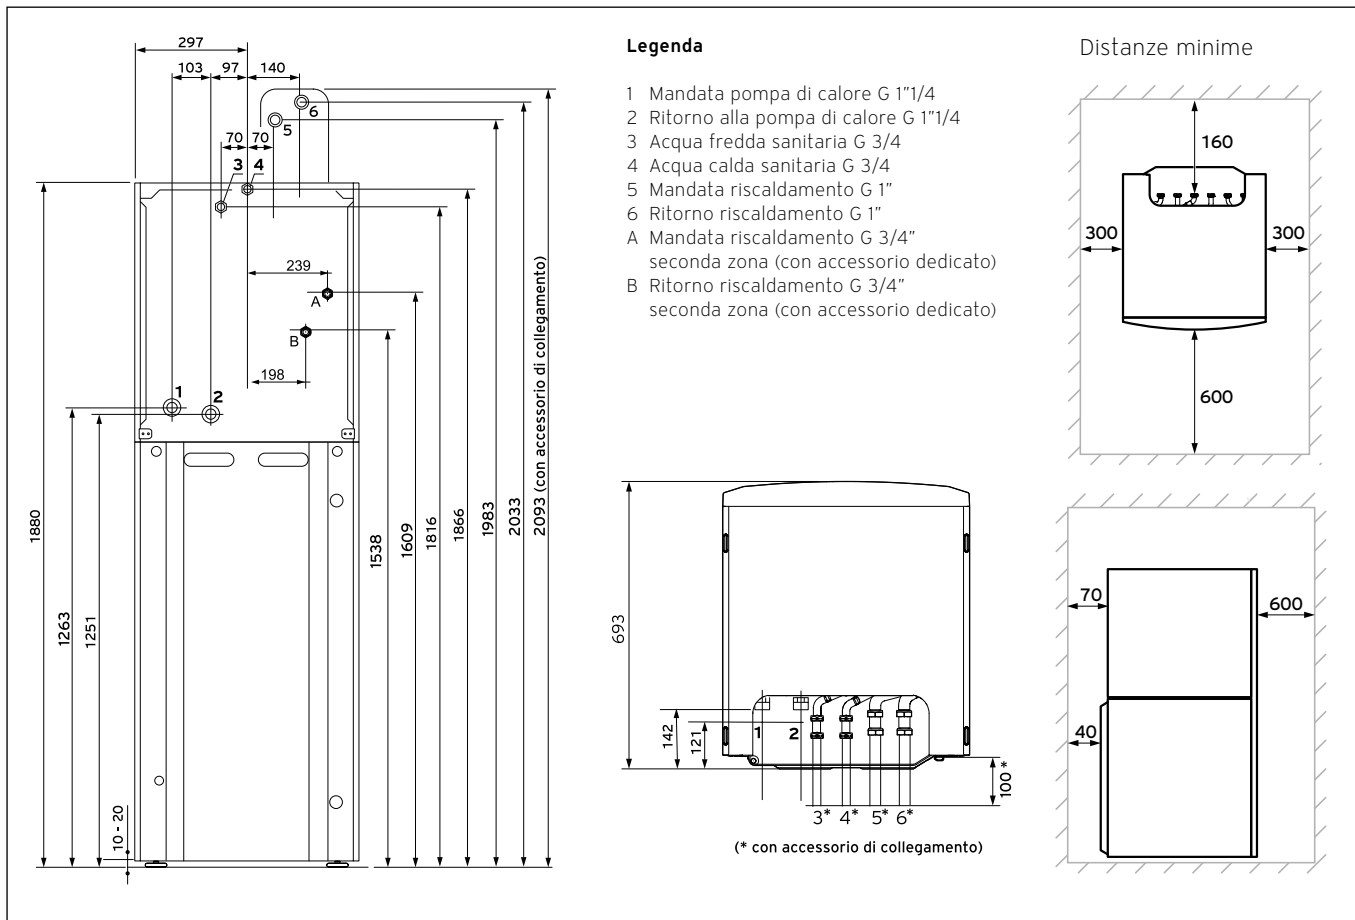 297
103
97
140
6
5
70
70
3
4
239
A
B
198
1
2
1880
1263
1251
10 - 20
1538
1609
1816
1866
1983
2033
2093 (con accessorio di collegamento)
Legenda
1 Mandata pompa di calore G 1"1/4
2 Ritorno alla pompa di calore G 1"1/4
3 Acqua fredda sanitaria G 3/4
4 Acqua calda sanitaria G 3/4
5 Mandata riscaldamento G 1"
6 Ritorno riscaldamento G 1"
A Mandata riscaldamento G 3/4"
seconda zona (con accessorio dedicato)
B Ritorno riscaldamento G 3/4"
seconda zona (con accessorio dedicato)
693
142
121
1
2
100*
3*
4*
5*
6*
(* con accessorio di collegamento)
Distanze minime
160
300
300
600
70
600
40